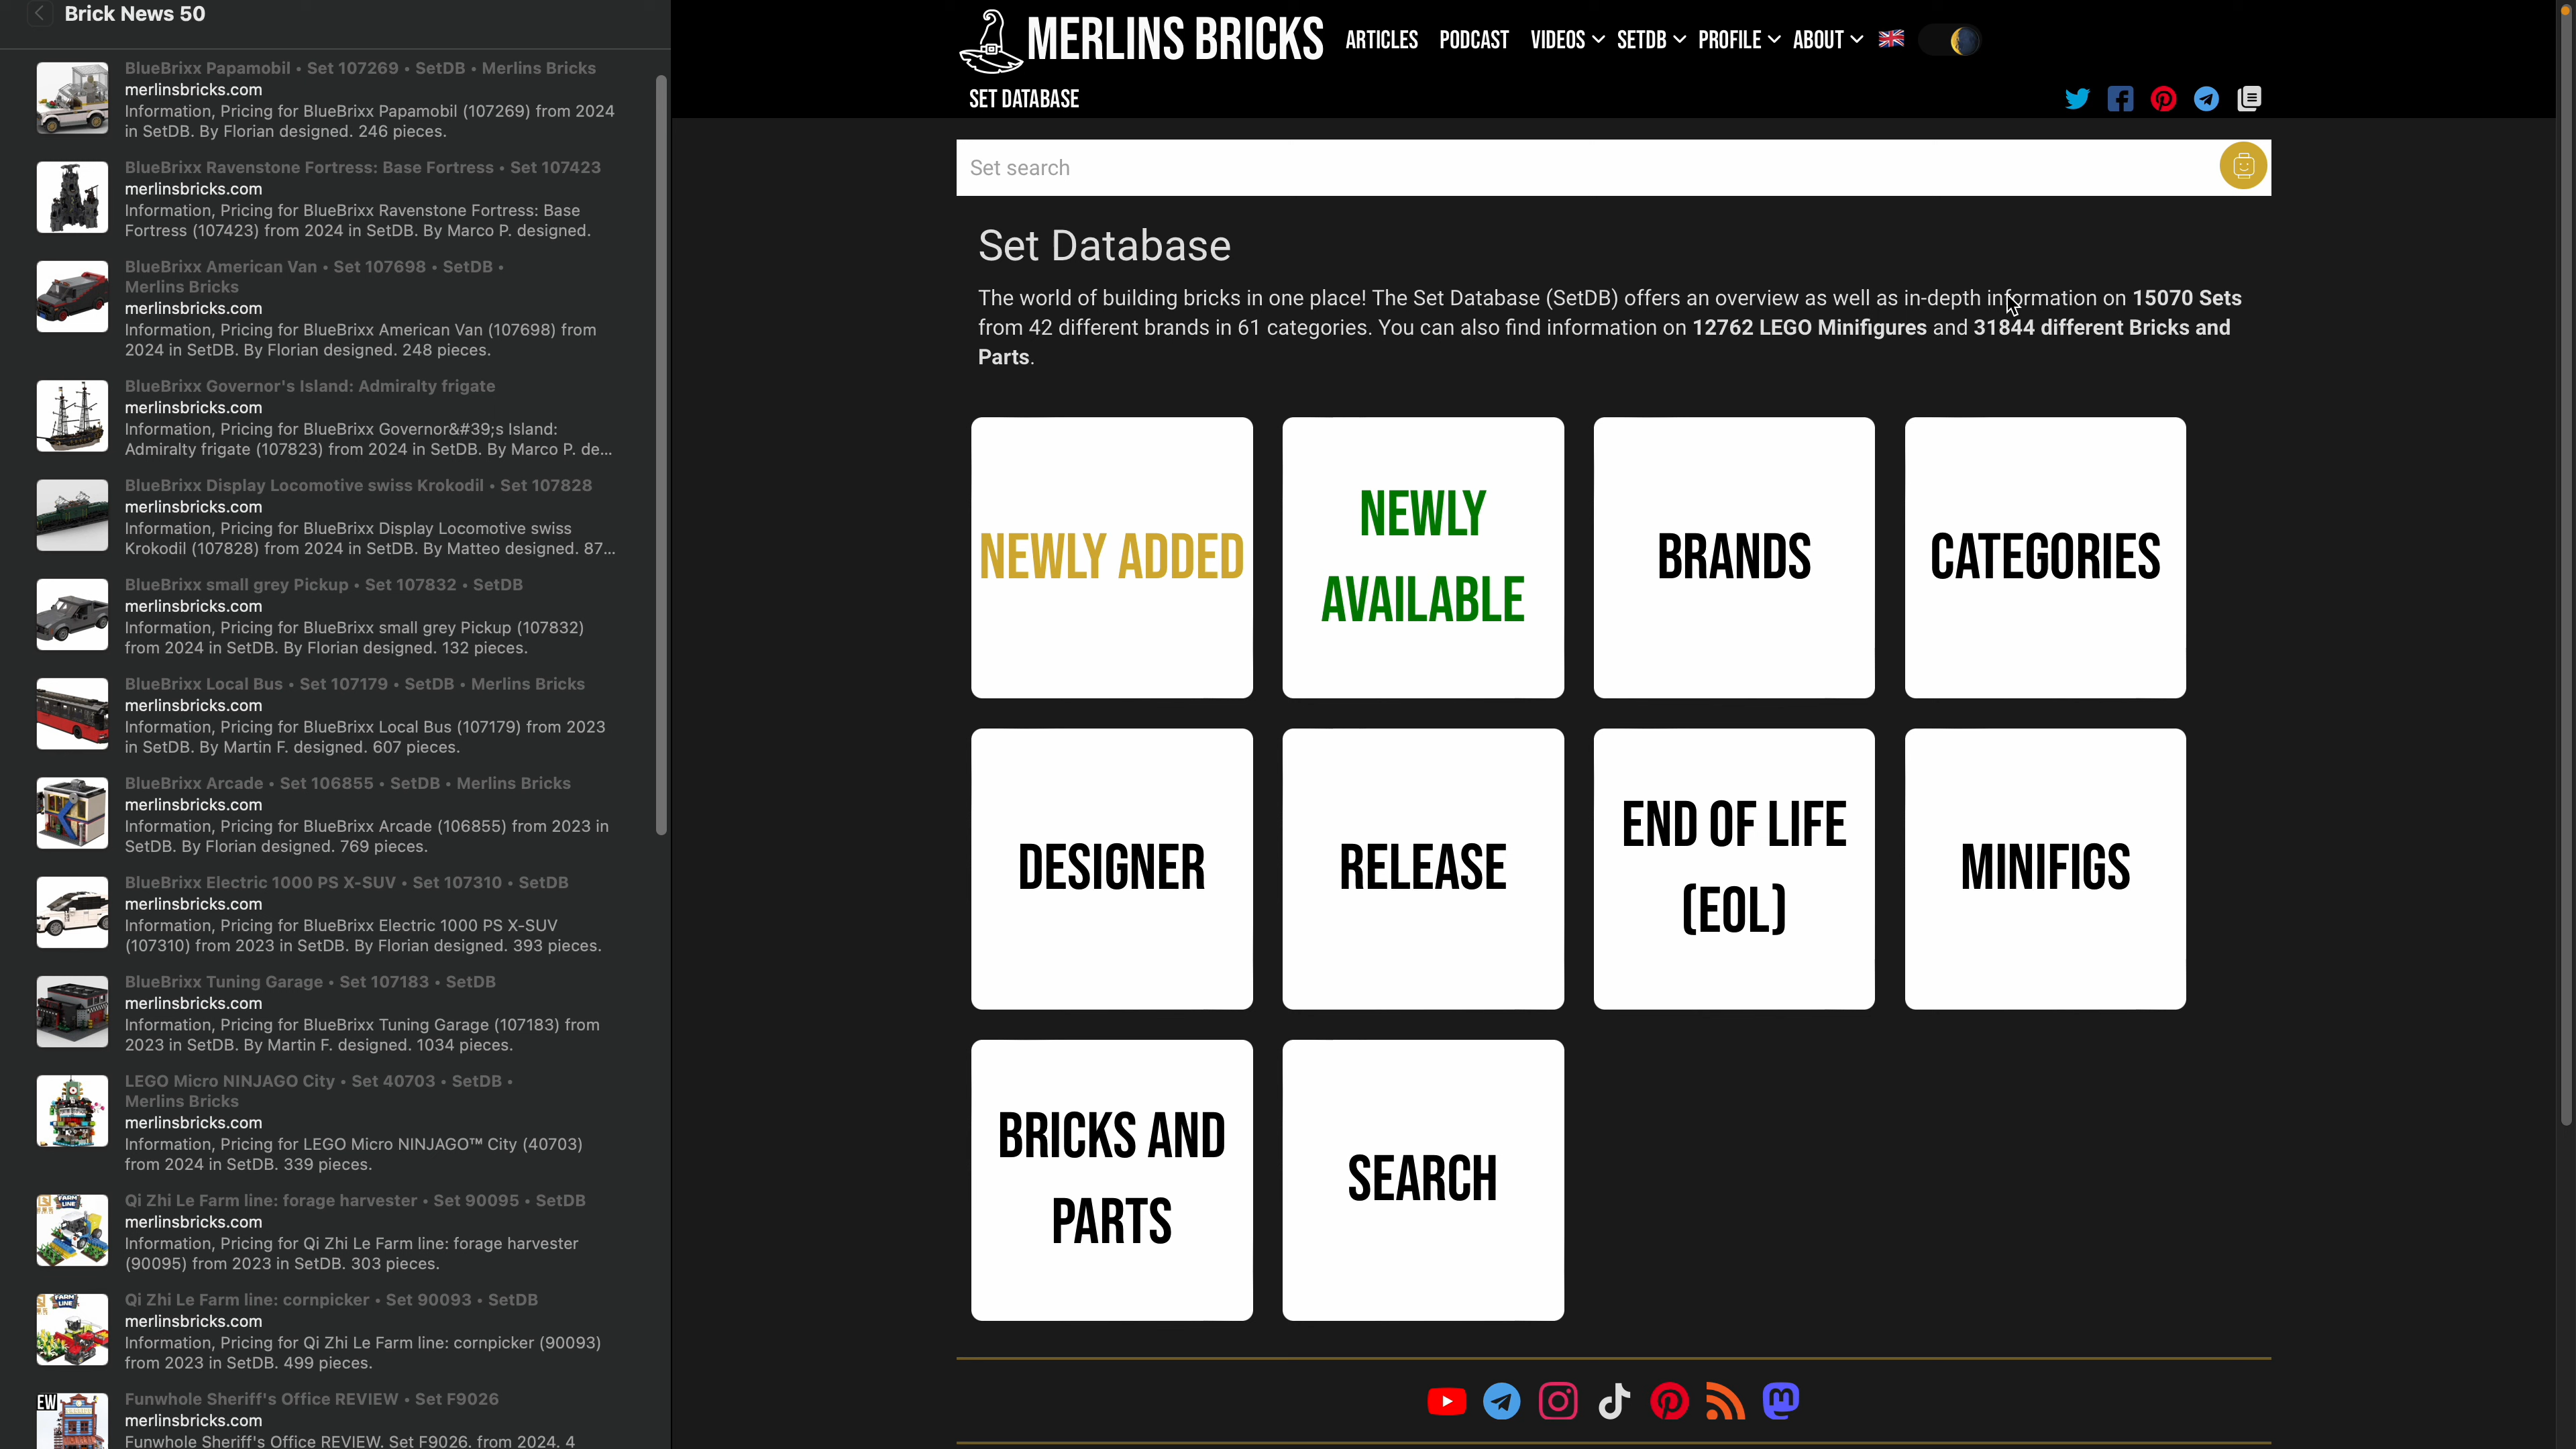 Brick News 50
BlueBrixx Papamobil • Set 107269 • SetDB • Merlins Bricks
merlinsbricks.com
Information, Pricing for BlueBrixx Papamobil (107269) from 2024
in SetDB. By Florian designed. 246 pieces.
BlueBrixx Ravenstone Fortress: Base Fortress • Set 107423
merlinsbricks.com
Information, Pricing for BlueBrixx Ravenstone Fortress: Base
Fortress (107423) from 2024 in SetDB. By Marco P. designed.
BlueBrixx American Van • Set 107698 • SetDB •
Merlins Bricks
merlinsbricks.com
Information, Pricing for BlueBrixx American Van (107698) from
2024 in SetDB. By Florian designed. 248 pieces.
BlueBrixx Governor's Island: Admiralty frigate
merlinsbricks.com
Information, Pricing for BlueBrixx Governor&#39;s Island:
Admiralty frigate (107823) from 2024 in SetDB. By Marco P. de...
BlueBrixx Display Locomotive swiss Krokodil • Set 107828
merlinsbricks.com
Information, Pricing for BlueBrixx Display Locomotive swiss
Krokodil (107828) from 2024 in SetDB. By Matteo designed. 87...
BlueBrixx small grey Pickup • Set 107832 • SetDB
merlinsbricks.com
Information, Pricing for BlueBrixx small grey Pickup (107832)
from 2024 in SetDB. By Florian designed. 132 pieces.
BlueBrixx Local Bus • Set 107179 • SetDB • Merlins Bricks
merlinsbricks.com
Information, Pricing for BlueBrixx Local Bus (107179) from 2023
in SetDB. By Martin F. designed. 607 pieces.
BlueBrixx Arcade • Set 106855 • SetDB • Merlins Bricks
merlinsbricks.com
Information, Pricing for BlueBrixx Arcade (106855) from 2023 in
SetDB. By Florian designed. 769 pieces.
BlueBrixx Electric 1000 PS X-SUV • Set 107310 • SetDB
merlinsbricks.com
Information, Pricing for BlueBrixx Electric 1000 PS X-SUV
(107310) from 2023 in SetDB. By Florian designed. 393 pieces.
BlueBrixx Tuning Garage • Set 107183 • SetDB
merlinsbricks.com
Information, Pricing for BlueBrixx Tuning Garage (107183) from
2023 in SetDB. By Martin F. designed. 1034 pieces.
LEGO Micro NINJAGO City • Set 40703 • SetDB •
Merlins Bricks
merlinsbricks.com
Information, Pricing for LEGO Micro NINJAGO™ City (40703)
from 2024 in SetDB. 339 pieces.
FARM LINE
Qi Zhi Le Farm line: forage harvester • Set 90095 • SetDB
merlinsbricks.com
Information, Pricing for Qi Zhi Le Farm line: forage harvester
(90095) from 2023 in SetDB. 303 pieces.
FARM LINE
Qi Zhi Le Farm line: cornpicker • Set 90093 • SetDB
merlinsbricks.com
Information, Pricing for Qi Zhi Le Farm line: cornpicker (90093)
from 2023 in SetDB. 499 pieces.
EW
Funwhole Sheriff's Office REVIEW • Set F9026
merlinsbricks.com
Funwhole Sheriff's Office REVIEW. Set F9026. from 2024. 4
MERLINS BRICKS
ARTICLES PODCAST VIDEOS SETDB PROFILE ABOUT
SET DATABASE
Set search
Set Database
The world of building bricks in one place! The Set Database (SetDB) offers an overview as well as in-depth information on 15070 Sets
from 42 different brands in 61 categories. You can also find information on 12762 LEGO Minifigures and 31844 different Bricks and
Parts.
NEWLY ADDED
NEWLY
AVAILABLE
BRANDS
CATEGORIES
DESIGNER
RELEASE
END OF LIFE
(EOL)
MINIFIGS
BRICKS AND
PARTS
SEARCH